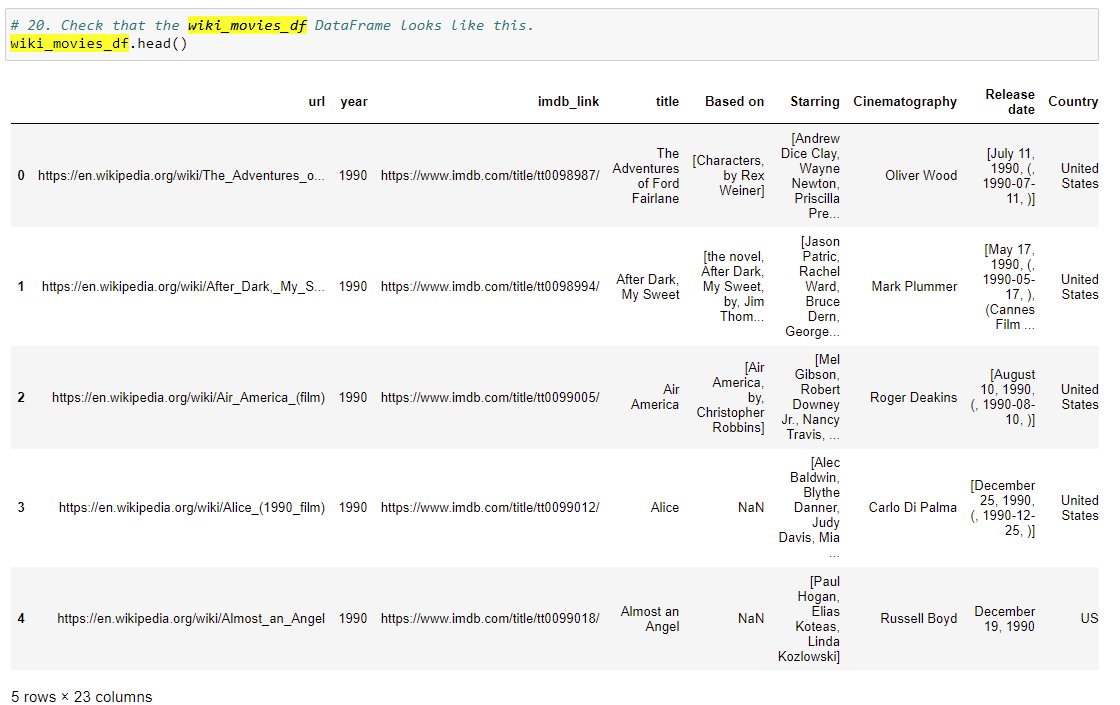 # 20. Check that the wiki_movies_df DataFrame looks like this.
wiki_movies_df.head()
url year imdb_link title Based on Starring Cinematography Release date Country
0 https://en.wikipedia.org/wiki/The_Adventures_o... 1990 https://www.imdb.com/title/tt0098987/ The Adventures of Ford Fairlane [Characters, by Rex Weiner] [Andrew Dice Clay, Wayne Newton, Priscilla Pre... Oliver Wood [July 11, 1990, (, 1990-07-11, )] United States
1 https://en.wikipedia.org/wiki/After_Dark,_My_S... 1990 https://www.imdb.com/title/tt0098994/ After Dark, My Sweet [the novel, After Dark, My Sweet, by, Jim Thom... [Jason Patric, Rachel Ward, Bruce Dern, George... Mark Plummer [May 17, 1990, (, 1990-05-17, ), (Cannes Film ... United States
2 https://en.wikipedia.org/wiki/Air_America_(film) 1990 https://www.imdb.com/title/tt0099005/ Air America [Air America, by, Christopher Robbins] [Mel Gibson, Robert Downey Jr., Nancy Travis, ... Roger Deakins [August 10, 1990, (, 1990-08-10, )] United States
3 https://en.wikipedia.org/wiki/Alice_(1990_film) 1990 https://www.imdb.com/title/tt0099012/ Alice NaN [Alec Baldwin, Blythe Danner, Judy Davis, Mia ... Carlo Di Palma [December 25, 1990, (, 1990-12-25, )] United States
4 https://en.wikipedia.org/wiki/Almost_an_Angel 1990 https://www.imdb.com/title/tt0099018/ Almost an Angel NaN [Paul Hogan, Elias Koteas, Linda Kozlowski] Russell Boyd December 19, 1990 US
5 rows × 23 columns